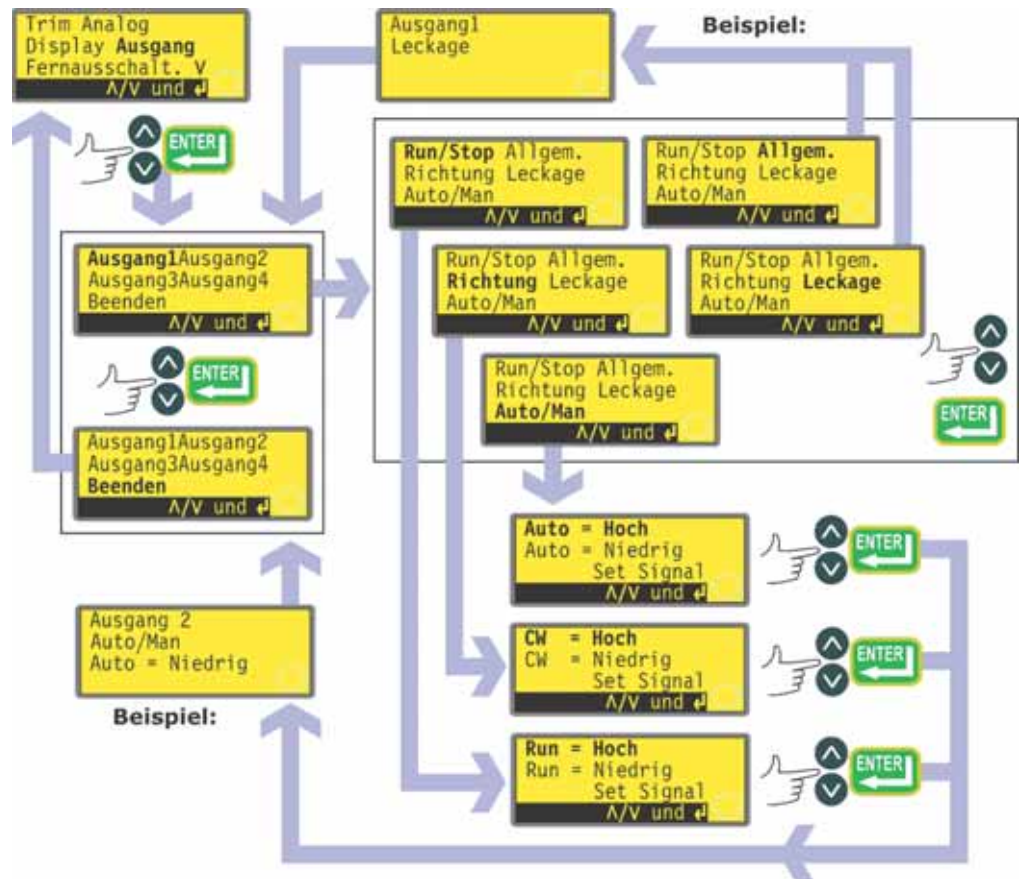 Trim Analog
Display Ausgang
Fernausschalt. V
Λ/V und ↲
ENTER
Ausgang1
Leckage
Beispiel:
Run/Stop Allgem.
Richtung Leckage
Auto/Man
Λ/V und ↲
Run/Stop Allgem.
Richtung Leckage
Auto/Man
Λ/V und ↲
Ausgang1Ausgang2
Ausgang3Ausgang4
Beenden
Λ/V und ↲
Run/Stop Allgem.
Richtung Leckage
Auto/Man
Λ/V und ↲
Run/Stop Allgem.
Richtung Leckage
Auto/Man
Λ/V und ↲
ENTER
Run/Stop Allgem.
Richtung Leckage
Auto/Man
Λ/V und ↲
ENTER
Ausgang1Ausgang2
Ausgang3Ausgang4
Beenden
Λ/V und ↲
Auto = Hoch
Auto = Niedrig
Set Signal
Λ/V und ↲
ENTER
Ausgang 2
Auto/Man
Auto = Niedrig
Beispiel:
CW = Hoch
CW = Niedrig
Set Signal
Λ/V und ↲
ENTER
Run = Hoch
Run = Niedrig
Set Signal
Λ/V und ↲
ENTER